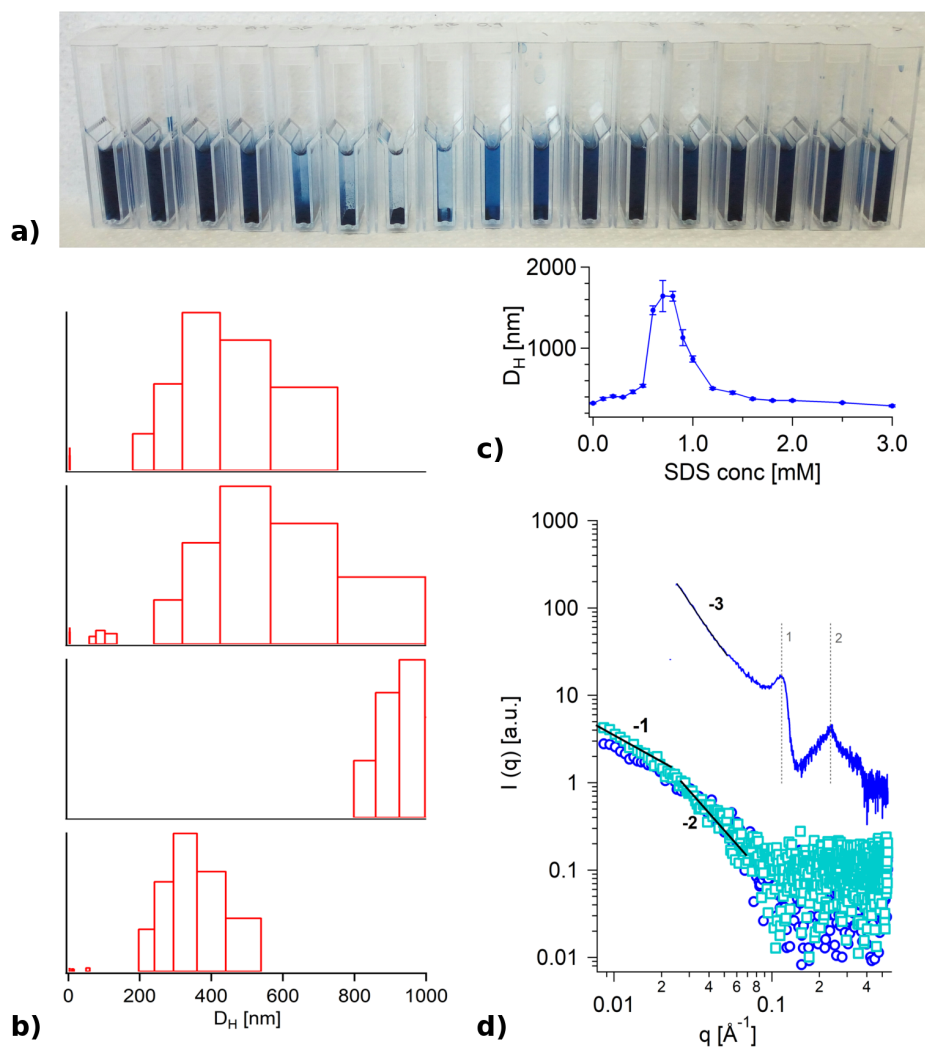 a)
2000
1000
D_H [nm]
0.0 1.0 2.0 3.0
SDS conc [mM]
c)
0 200 400 600 800 1000
D_H [nm]
b)
1000
100
10
1
0.1
0.01
I (q) [a.u.]
-3
1
2
-1
-2
0.01 2 4 6 8 0.1 2 4
q [Å⁻¹]
d)